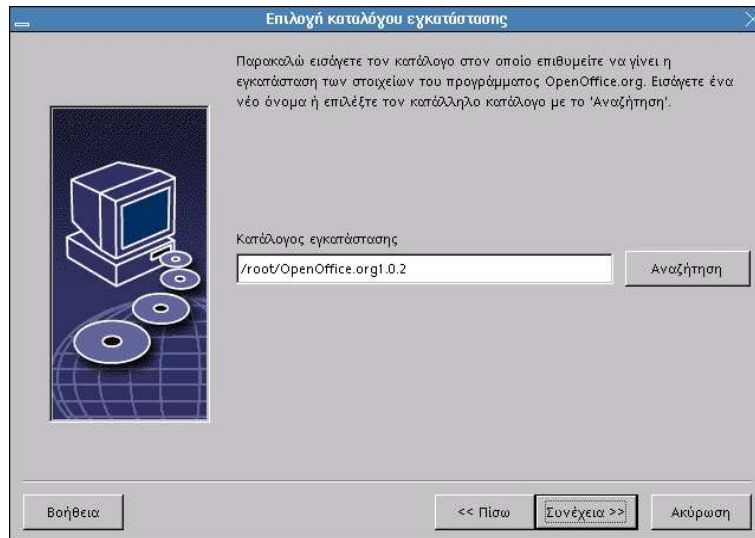 Επιλογή καταλόγου εγκατάστασης
Παρακαλώ εισάγετε τον κατάλογο στον οποίο επιθυμείτε να γίνει η
εγκατάσταση των στοιχείων του προγράμματος OpenOffice.org. Εισάγετε ένα
νέο όνομα ή επιλέξτε τον κατάλληλο κατάλογο με το 'Αναζήτηση'.
Κατάλογος εγκατάστασης
/root/OpenOffice.org1.0.2
Αναζήτηση
Βοήθεια
<< Πίσω
Συνέχεια >>
Ακύρωση